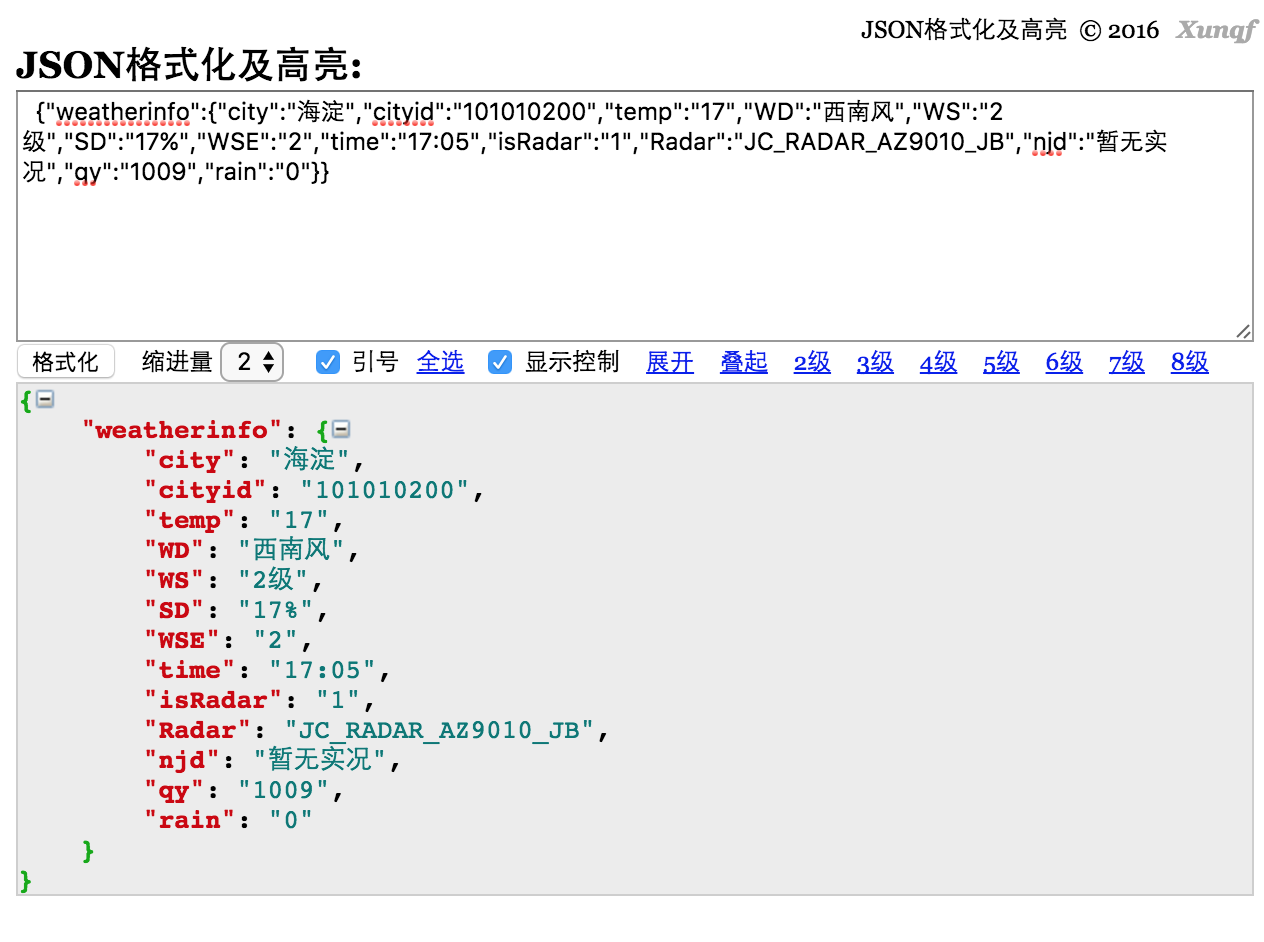 JSON格式化及高亮 © 2016 Xunqf
JSON格式化及高亮:
{"weatherinfo":{"city":"海淀","cityid":"101010200","temp":"17","WD":"西南风","WS":"2
级","SD":"17%","WSE":"2","time":"17:05","isRadar":"1","Radar":"JC_RADAR_AZ9010_JB","njd":"暂无实
况","qy":"1009","rain":"0"}}
格式化 缩进量 2 引号 全选 显示控制 展开 叠起 2级 3级 4级 5级 6级 7级 8级
{
"weatherinfo": {
"city": "海淀",
"cityid": "101010200",
"temp": "17",
"WD": "西南风",
"WS": "2级",
"SD": "17%",
"WSE": "2",
"time": "17:05",
"isRadar": "1",
"Radar": "JC_RADAR_AZ9010_JB",
"njd": "暂无实况",
"qy": "1009",
"rain": "0"
}
}